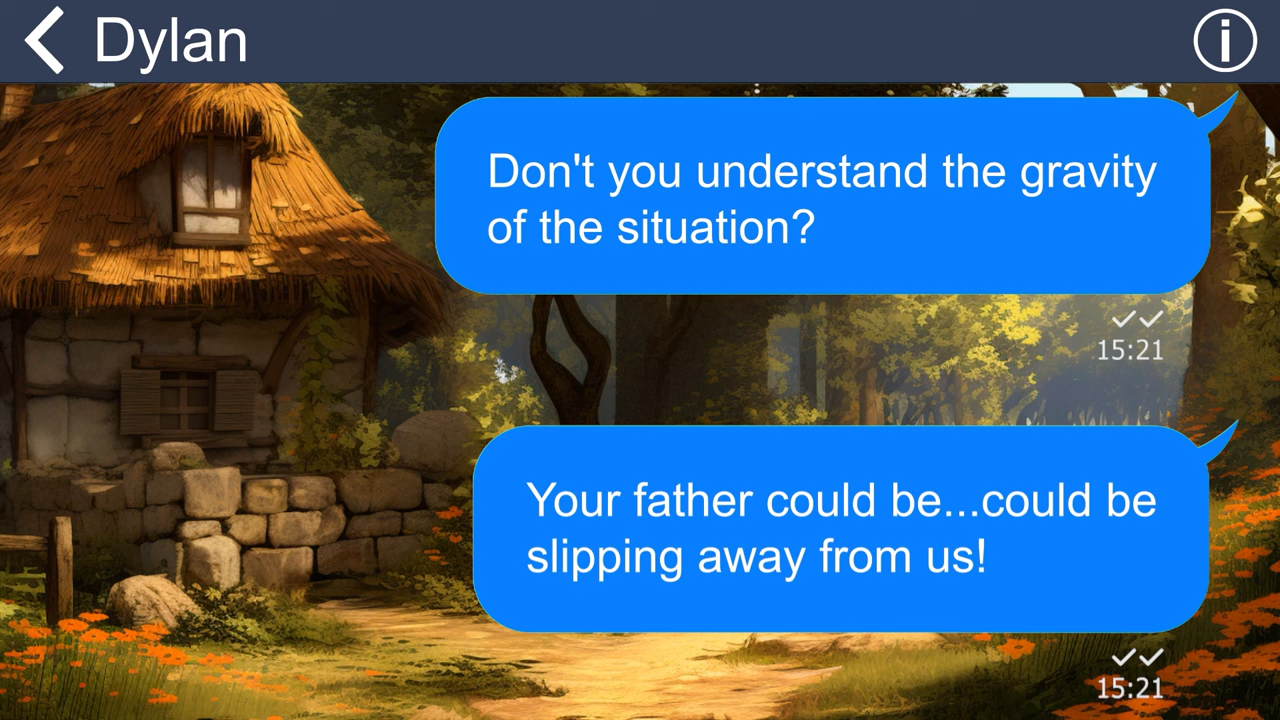 Dylan
Don't you understand the gravity
of the situation?
15:21
Your father could be...could be
slipping away from us!
15:21